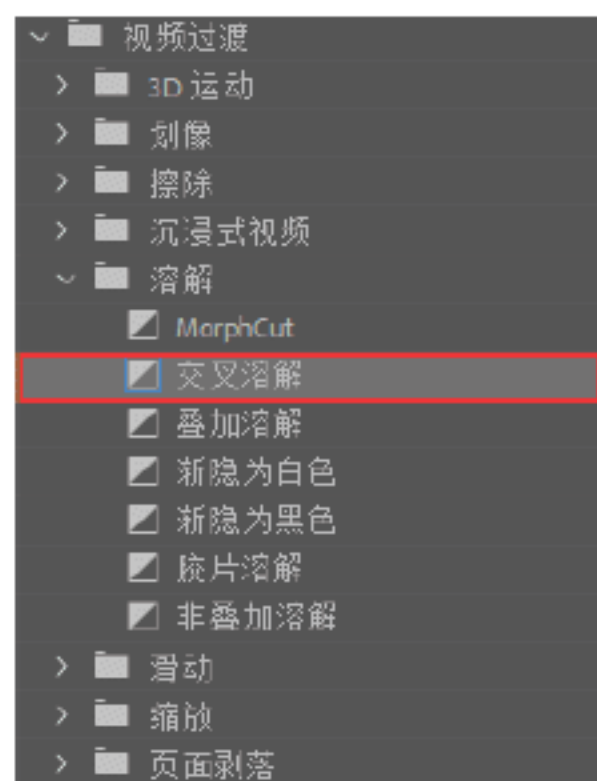 视频过渡
3D 运动
划像
擦除
沉浸式视频
溶解
MorphCut
交叉溶解
叠加溶解
渐隐为白色
渐隐为黑色
胶片溶解
非叠加溶解
滑动
缩放
页面剥落